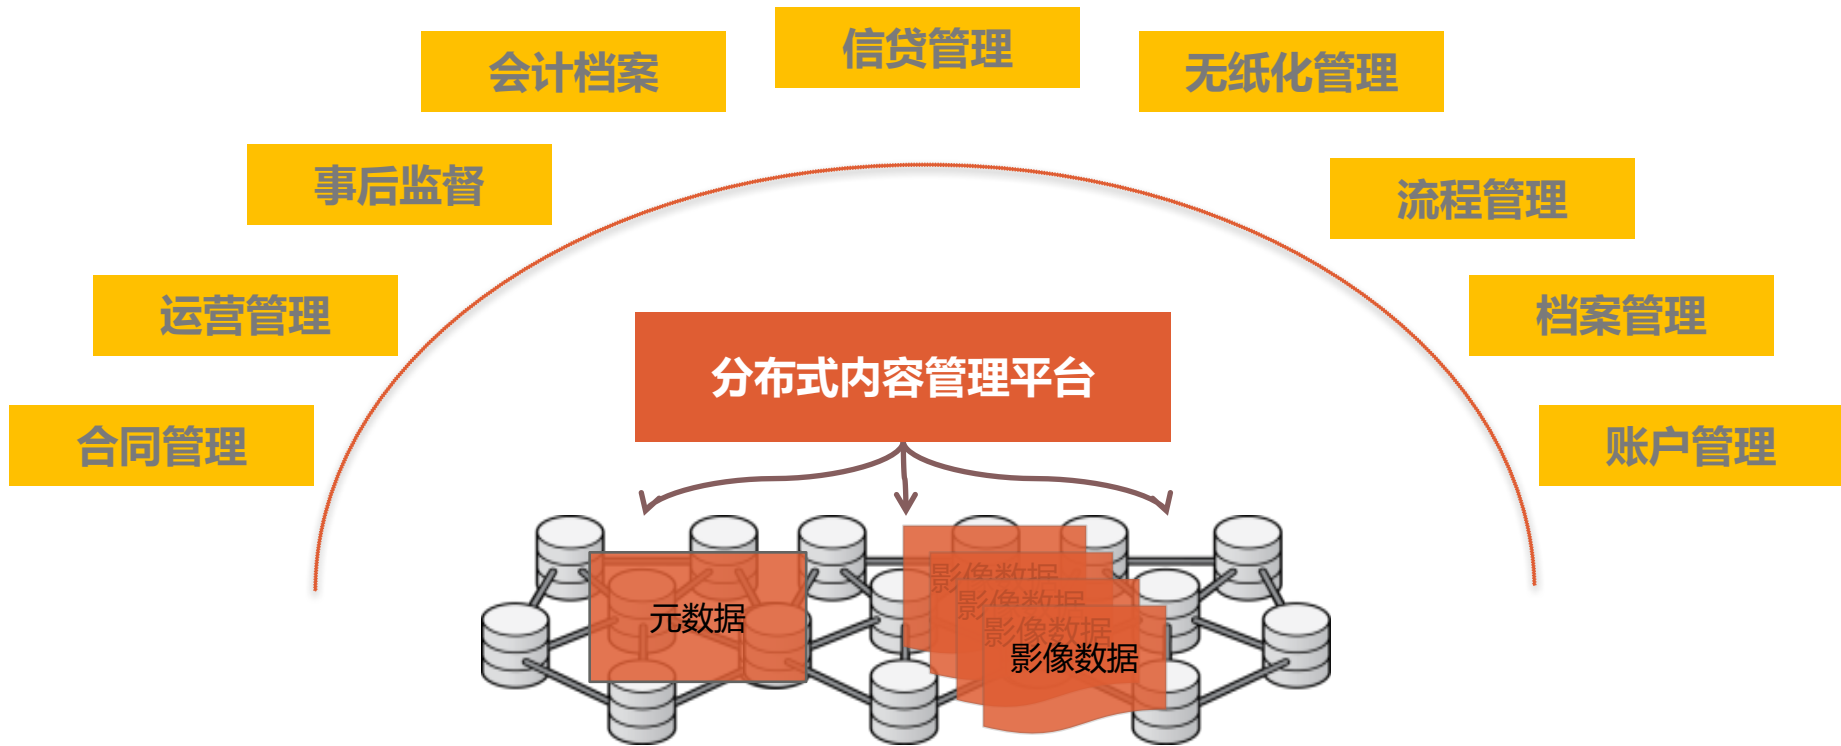 信贷管理
会计档案
无纸化管理
事后监督
流程管理
运营管理
档案管理
分布式内容管理平台
合同管理
账户管理
元数据
影像数据
影像数据
影像数据
影像数据